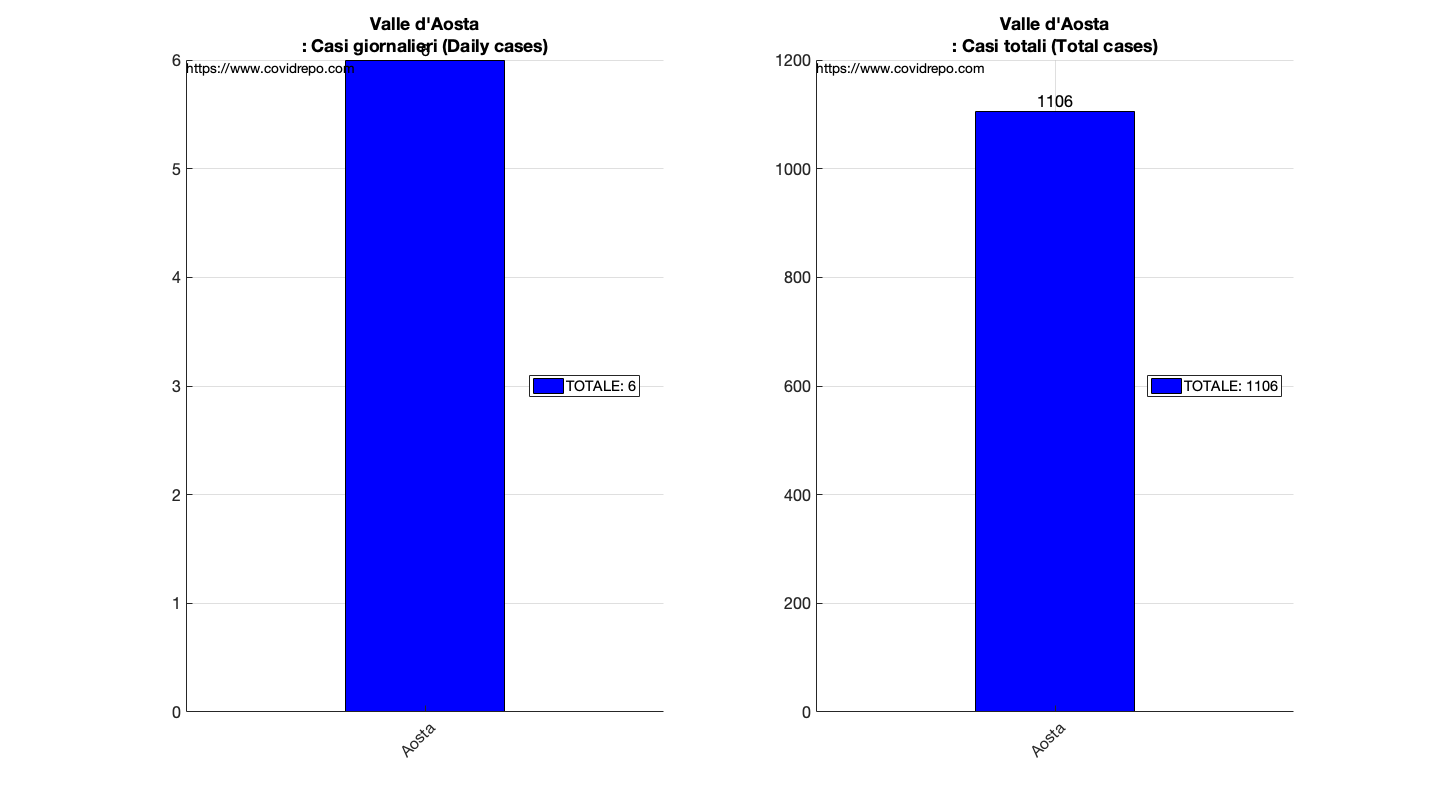 Valle d'Aosta
: Casi giornalieri (Daily cases)
6
https://www.covidrepo.com
6
5
4
3
2
1
0
TOTALE: 6
Aosta
Valle d'Aosta
: Casi totali (Total cases)
https://www.covidrepo.com
1106
1200
1000
800
600
400
200
0
TOTALE: 1106
Aosta